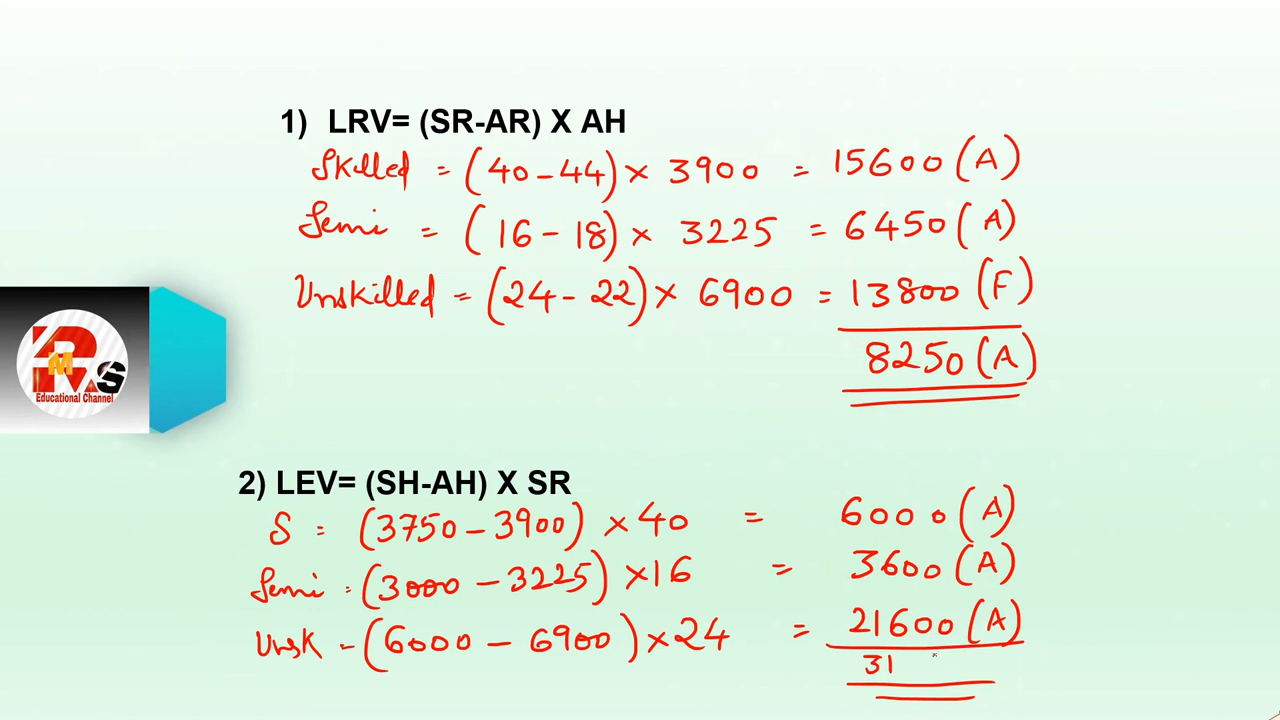 1) LRV= (SR-AR) X AH
Skilled = (40-44) x 3900 = 15600 (A)
Semi = (16-18) x 3225 = 6450 (A)
Unskilled = (24-22) x 6900 = 13800 (F)
8250 (A)
MS
Educational Channel
2) LEV= (SH-AH) X SR
S = (3750-3900) x 40 = 6000 (A)
Semi = (3000-3225) x 16 = 3600 (A)
Unsk = (6000-6900) x 24 = 21600 (A)
31